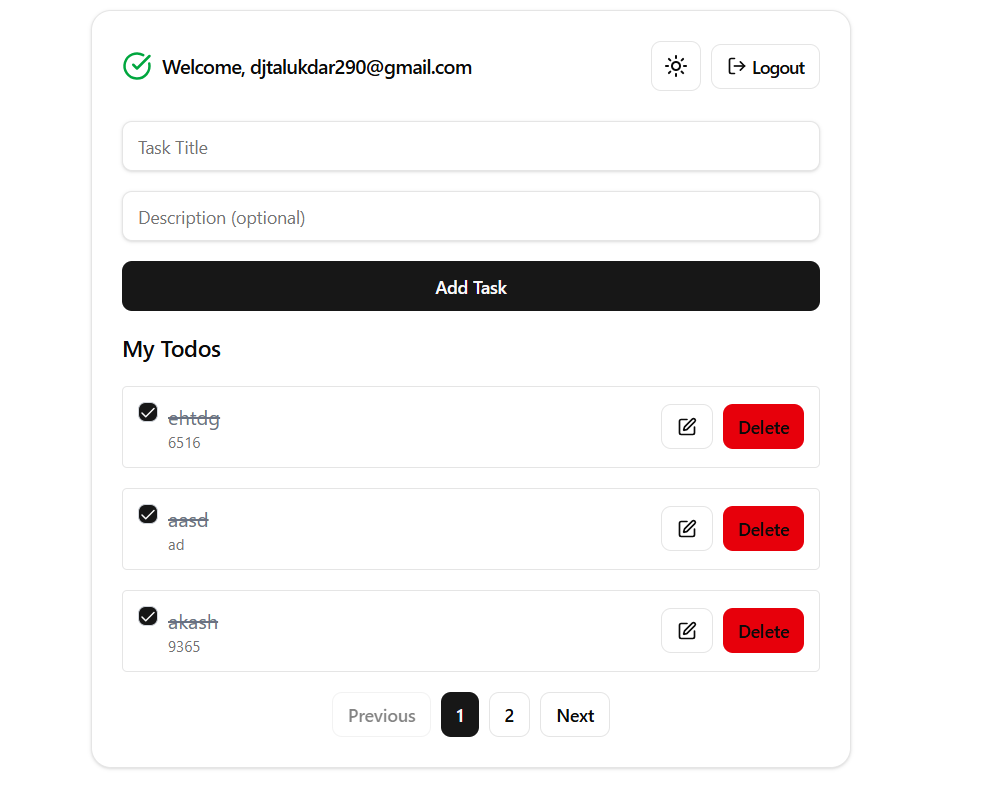 Welcome, djtalukdar290@gmail.com
Logout
Task Title
Description (optional)
Add Task
My Todos
ehtdg
6516
Delete
aasd
ad
Delete
akash
9365
Delete
Previous 1 2 Next